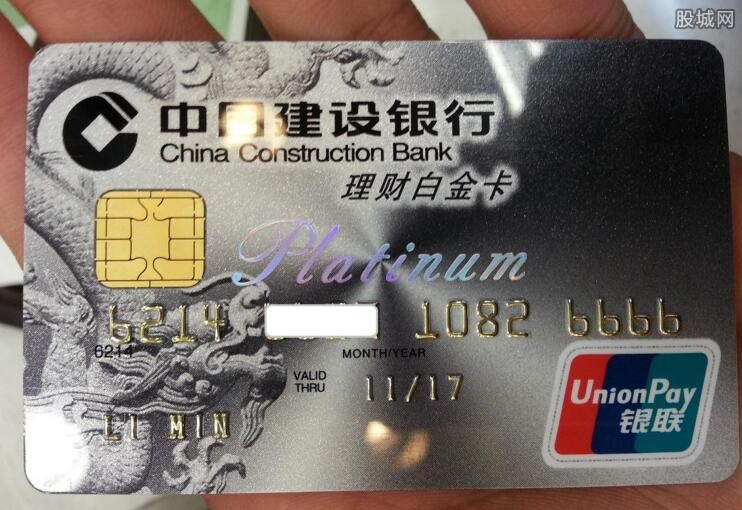 股城网
中国建设银行
China Construction Bank
理财白金卡
Platinum
6214 1082 6666
6214
MONTH/YEAR
VALID THRU 11/17
LI MIN
UnionPay
银联